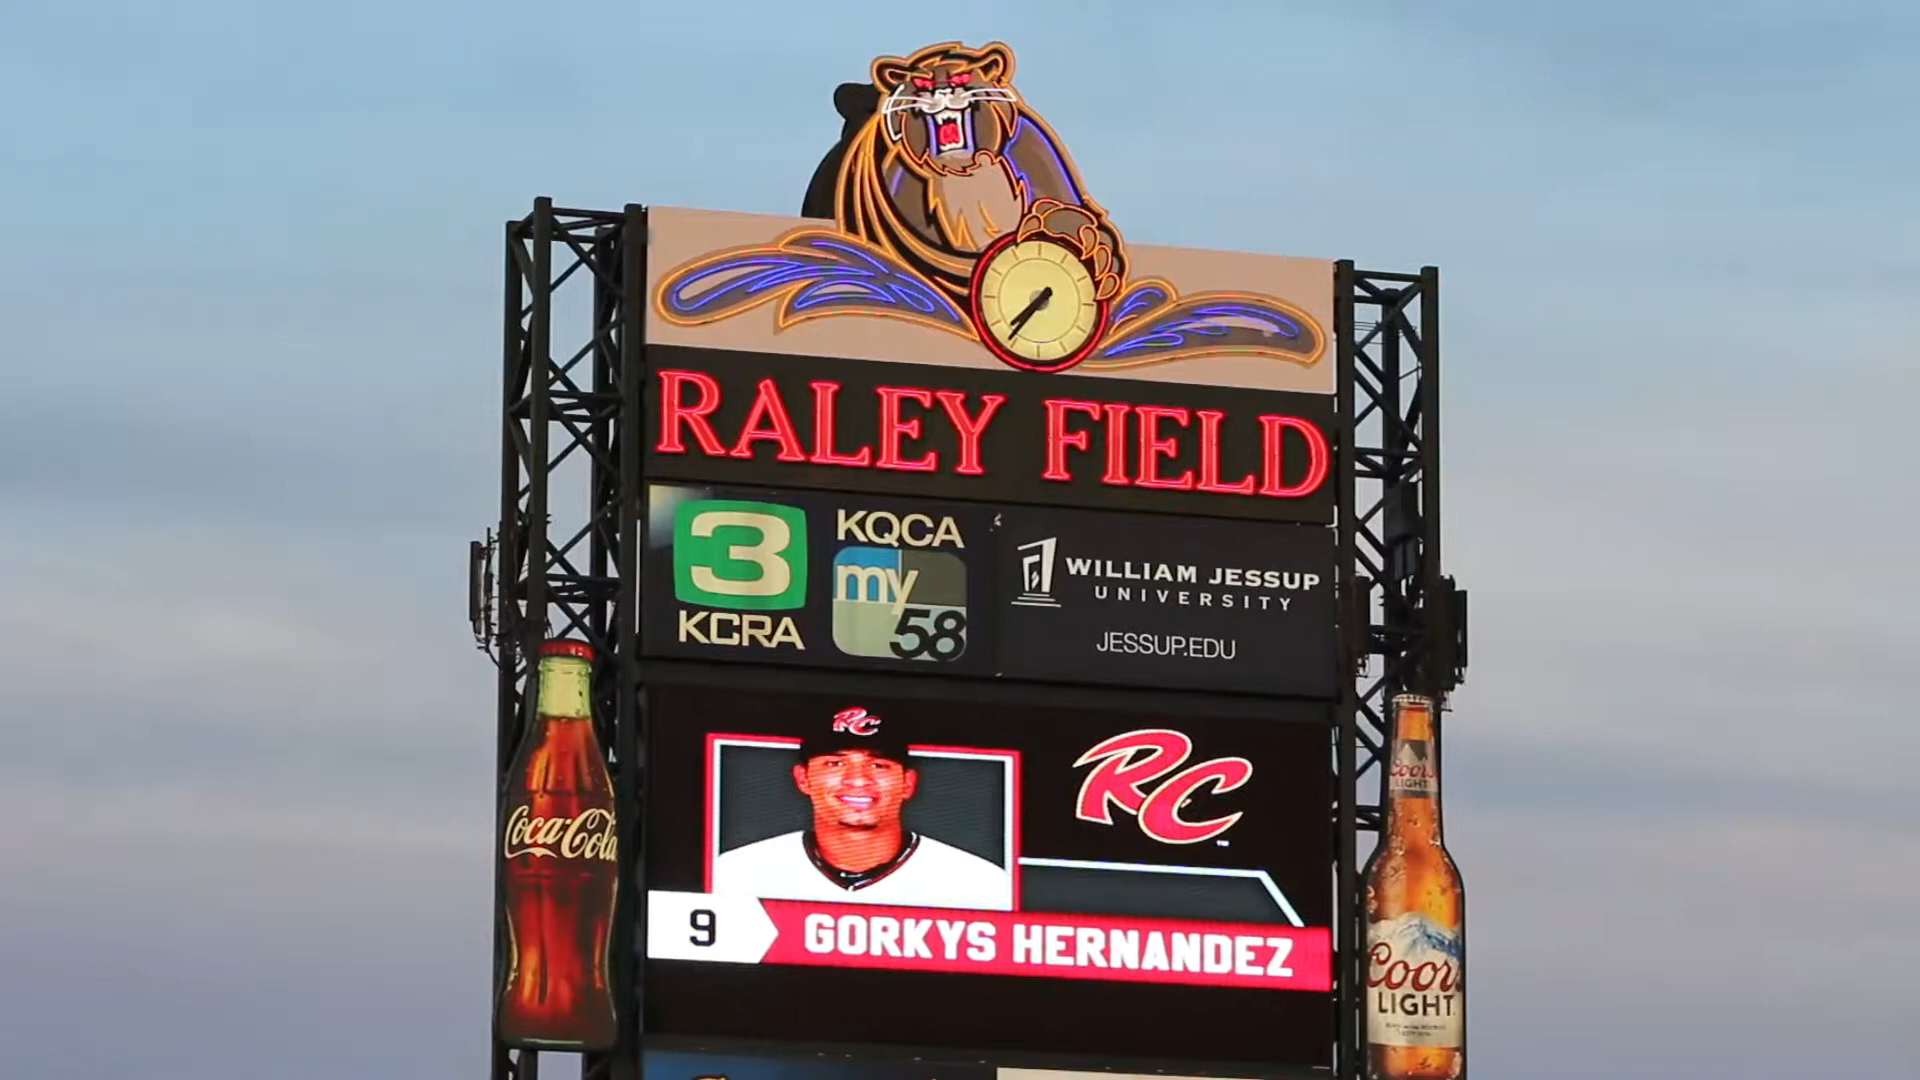 RALEY FIELD
3
KCRA
KQCA
my
58
WILLIAM JESSUP
UNIVERSITY
JESSUP.EDU
RC
RC
9
GORKYS HERNANDEZ
Coca-Cola
Coors
LIGHT
Coors
LIGHT